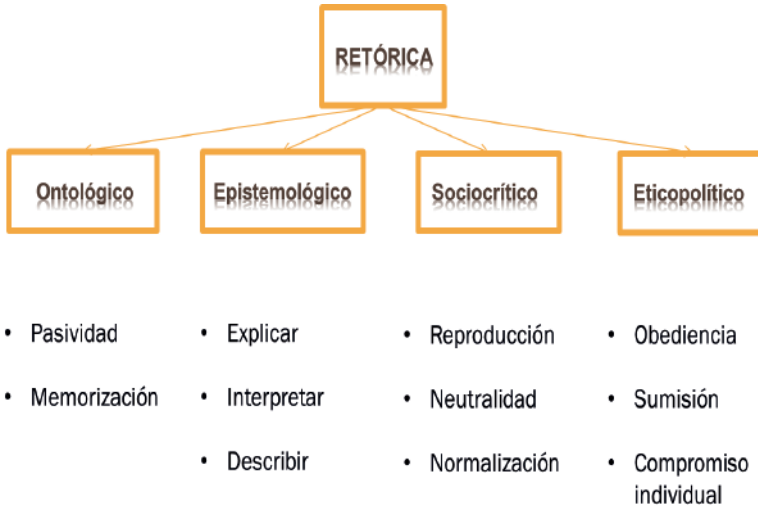 RETÓRICA
Ontológico
Epistemológico
Sociocrítico
Eticopolítico
• Pasividad
• Memorización
• Explicar
• Interpretar
• Describir
• Reproducción
• Neutralidad
• Normalización
• Obediencia
• Sumisión
• Compromiso
individual